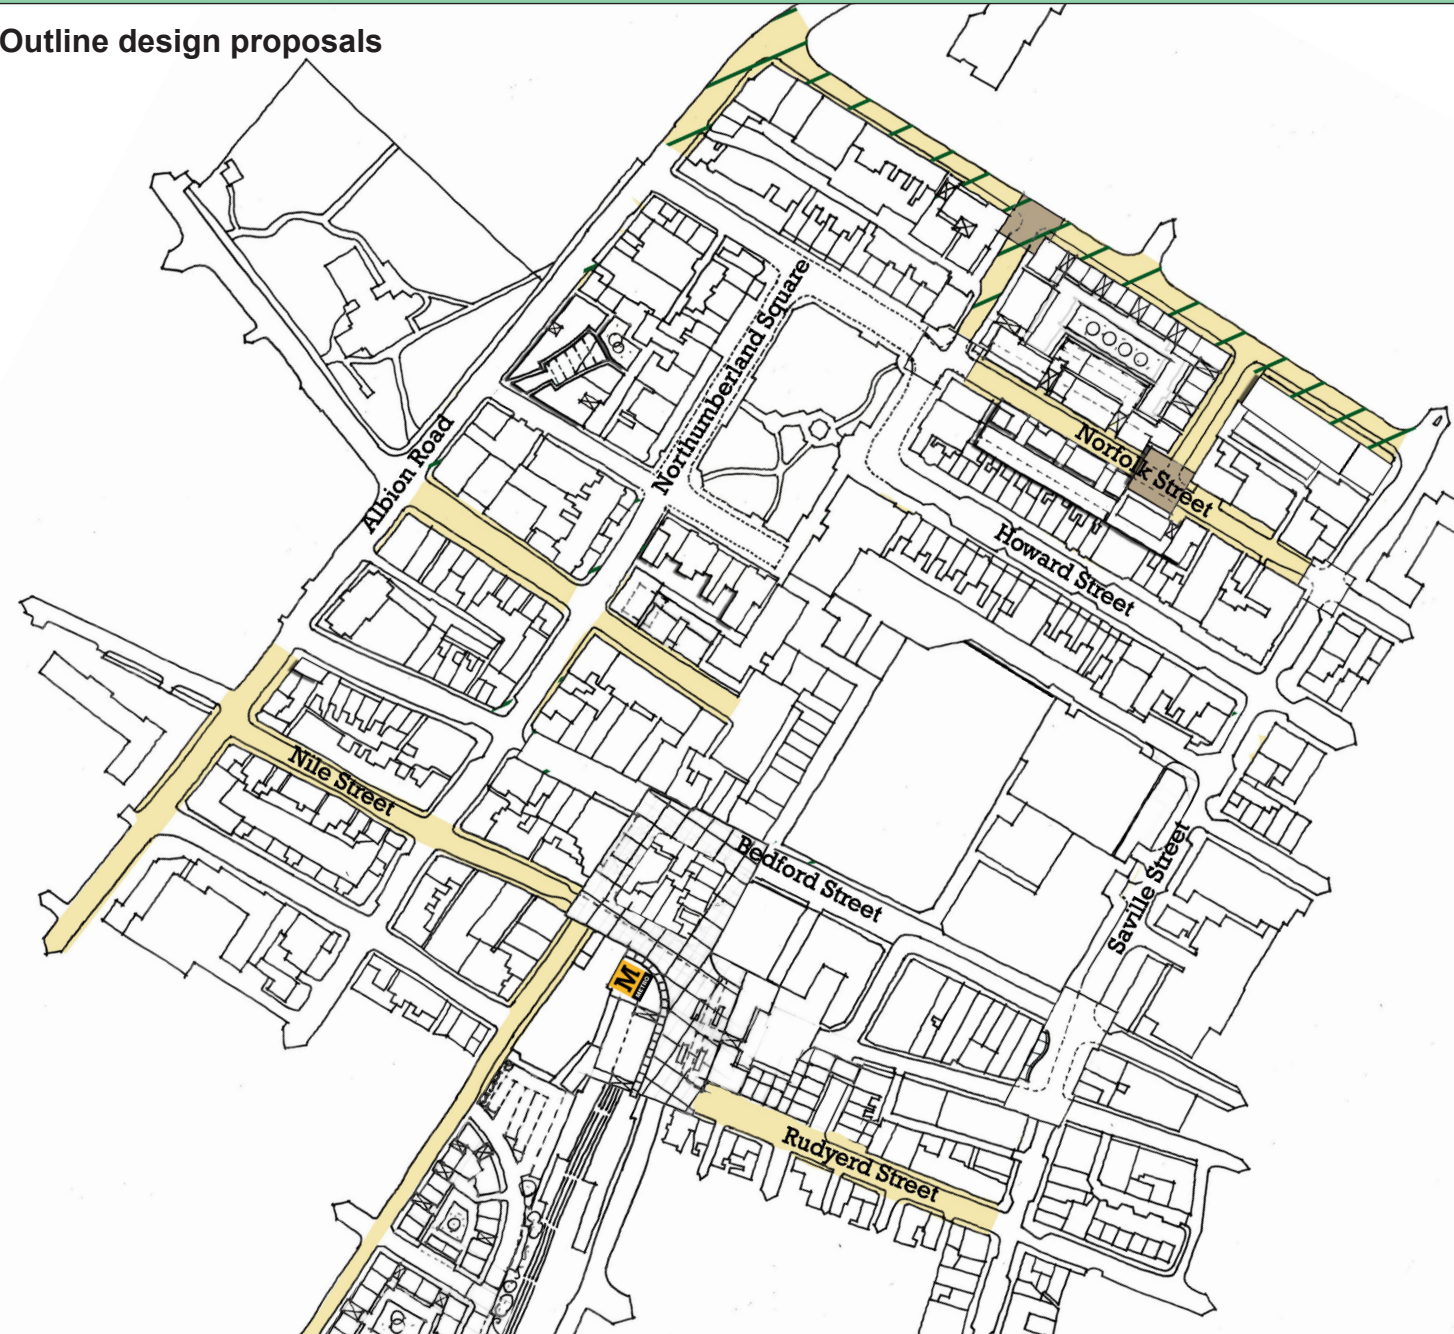 Outline design proposals
Northumberland Square
Albion Road
Norfolk Street
Howard Street
Nile Street
Bedford Street
Saville Street
M
METRO
Rudyerd Street